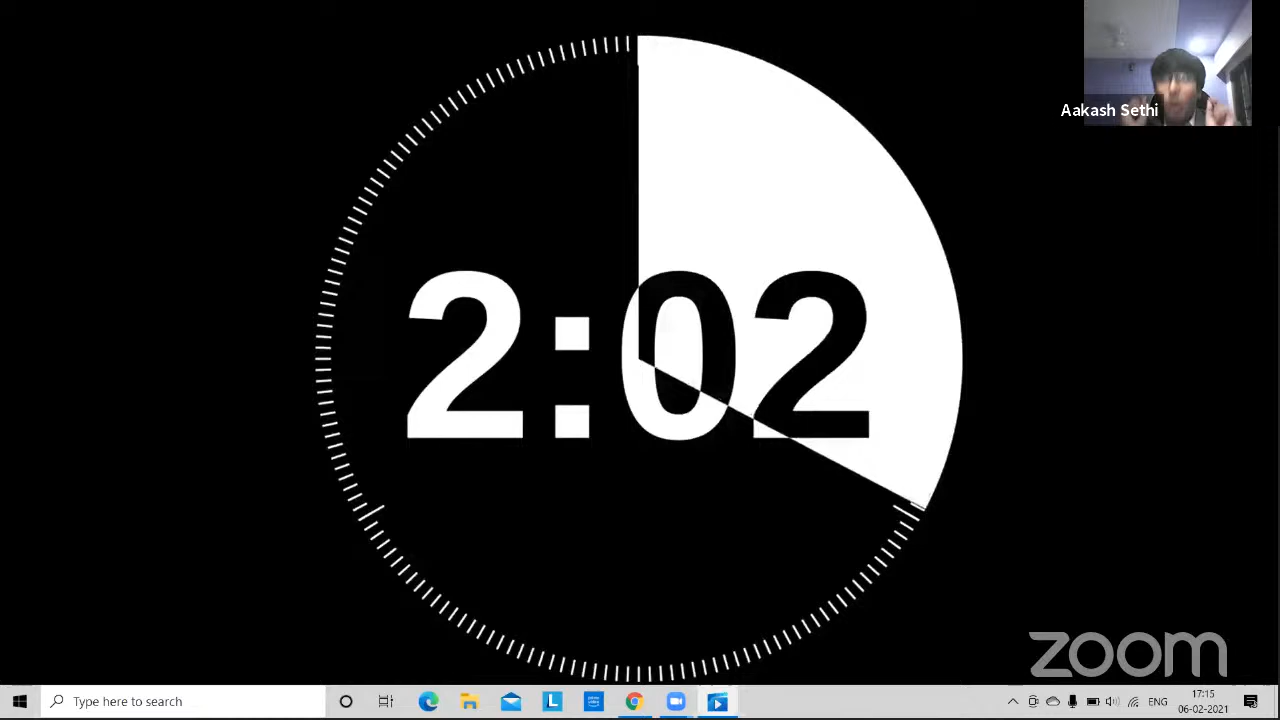 Aakash Sethi
2:02
zoom
Type here to search
L
ENG
17:15
06-02-2021